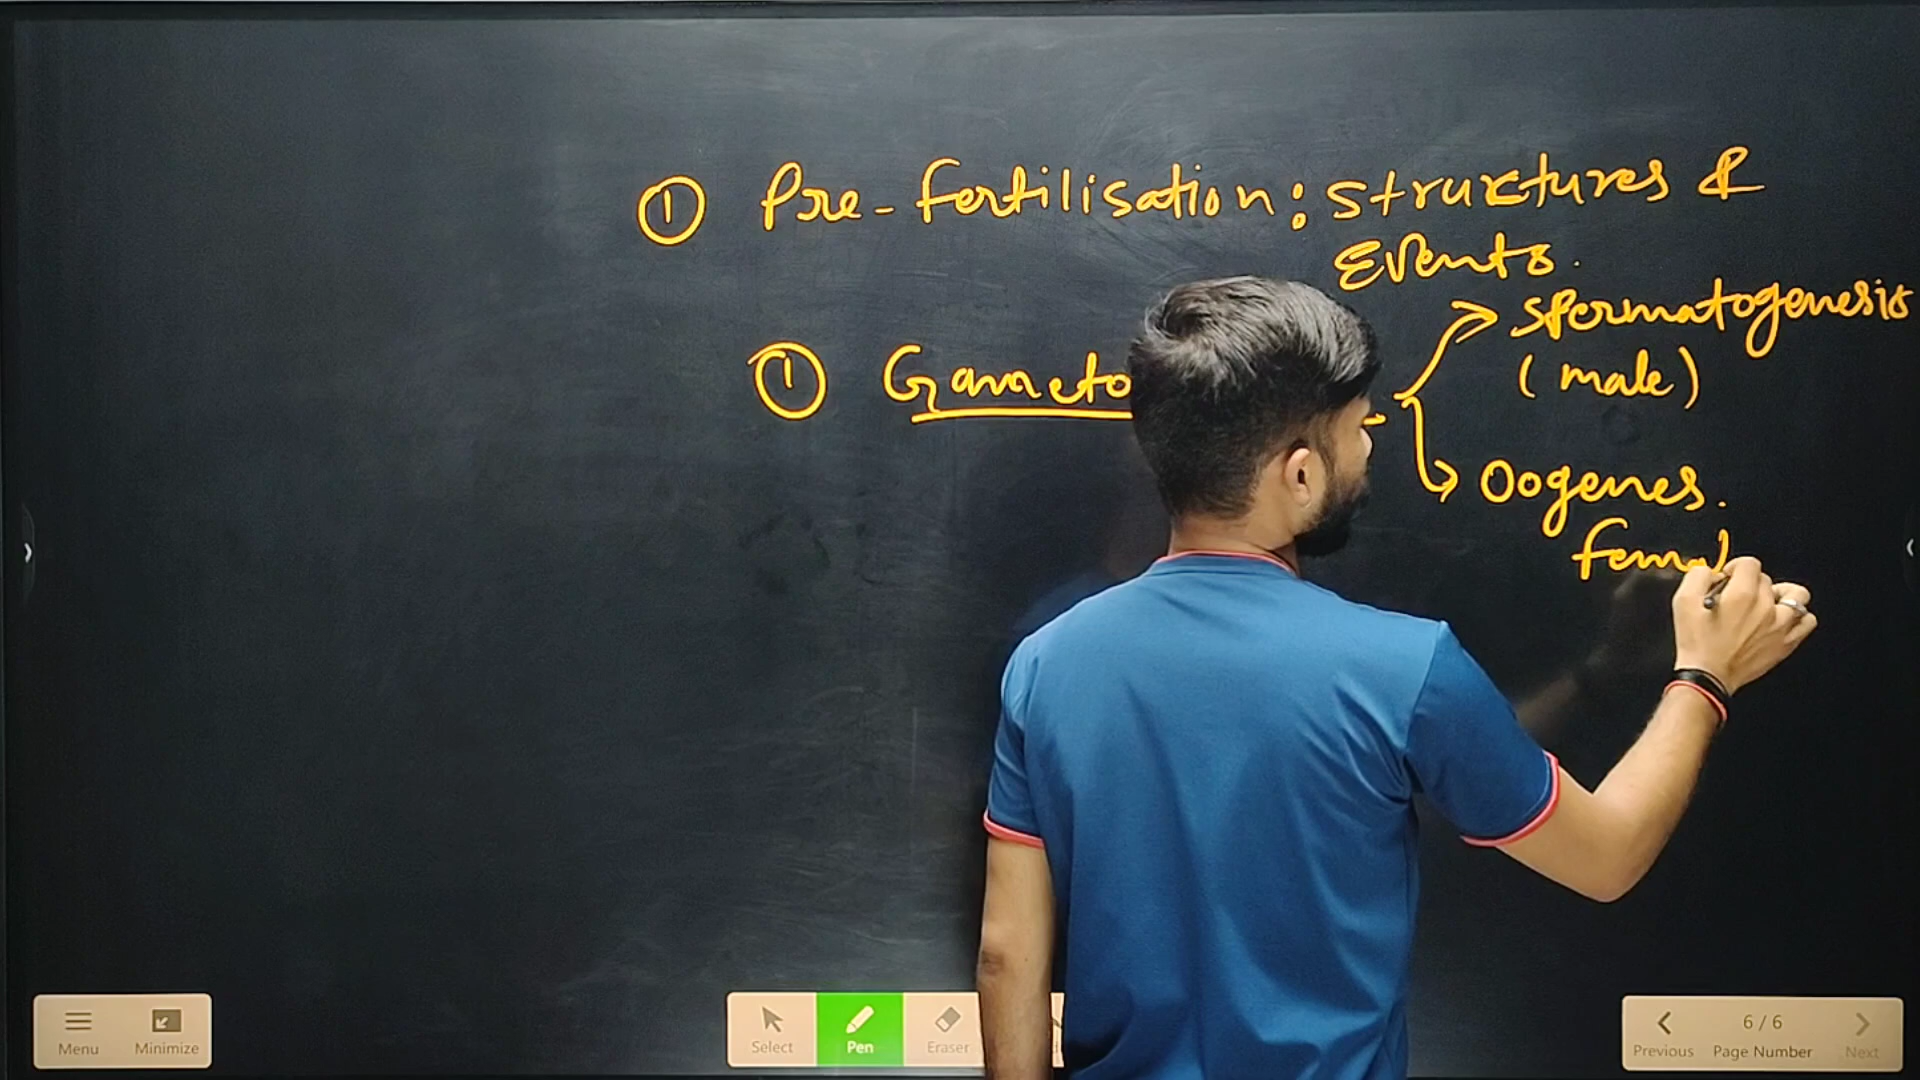 ① Pre-fertilisation: structures &
Events.
① Gameto
spermatogenesis
(male)
Oogenes.
Femal
Menu
Minimize
Select
Pen
Eraser
6 / 6
Previous
Page Number
Next